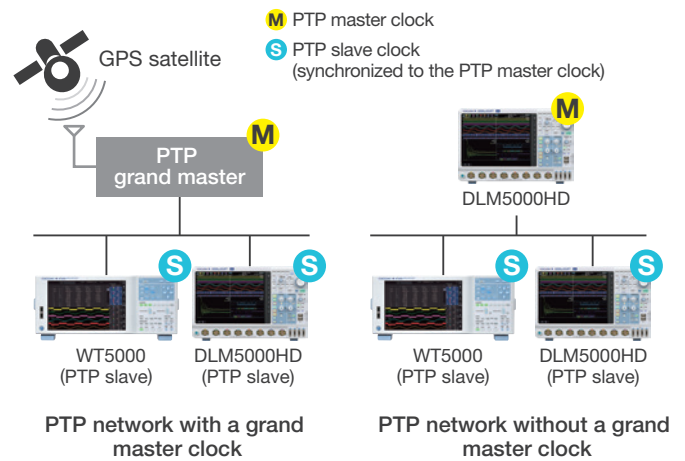 M PTP master clock
S PTP slave clock
(synchronized to the PTP master clock)
GPS satellite
M
PTP
grand master
M
DLM5000HD
S
S
WT5000
(PTP slave)
DLM5000HD
(PTP slave)
S
S
WT5000
(PTP slave)
DLM5000HD
(PTP slave)
PTP network with a grand
master clock
PTP network without a grand
master clock